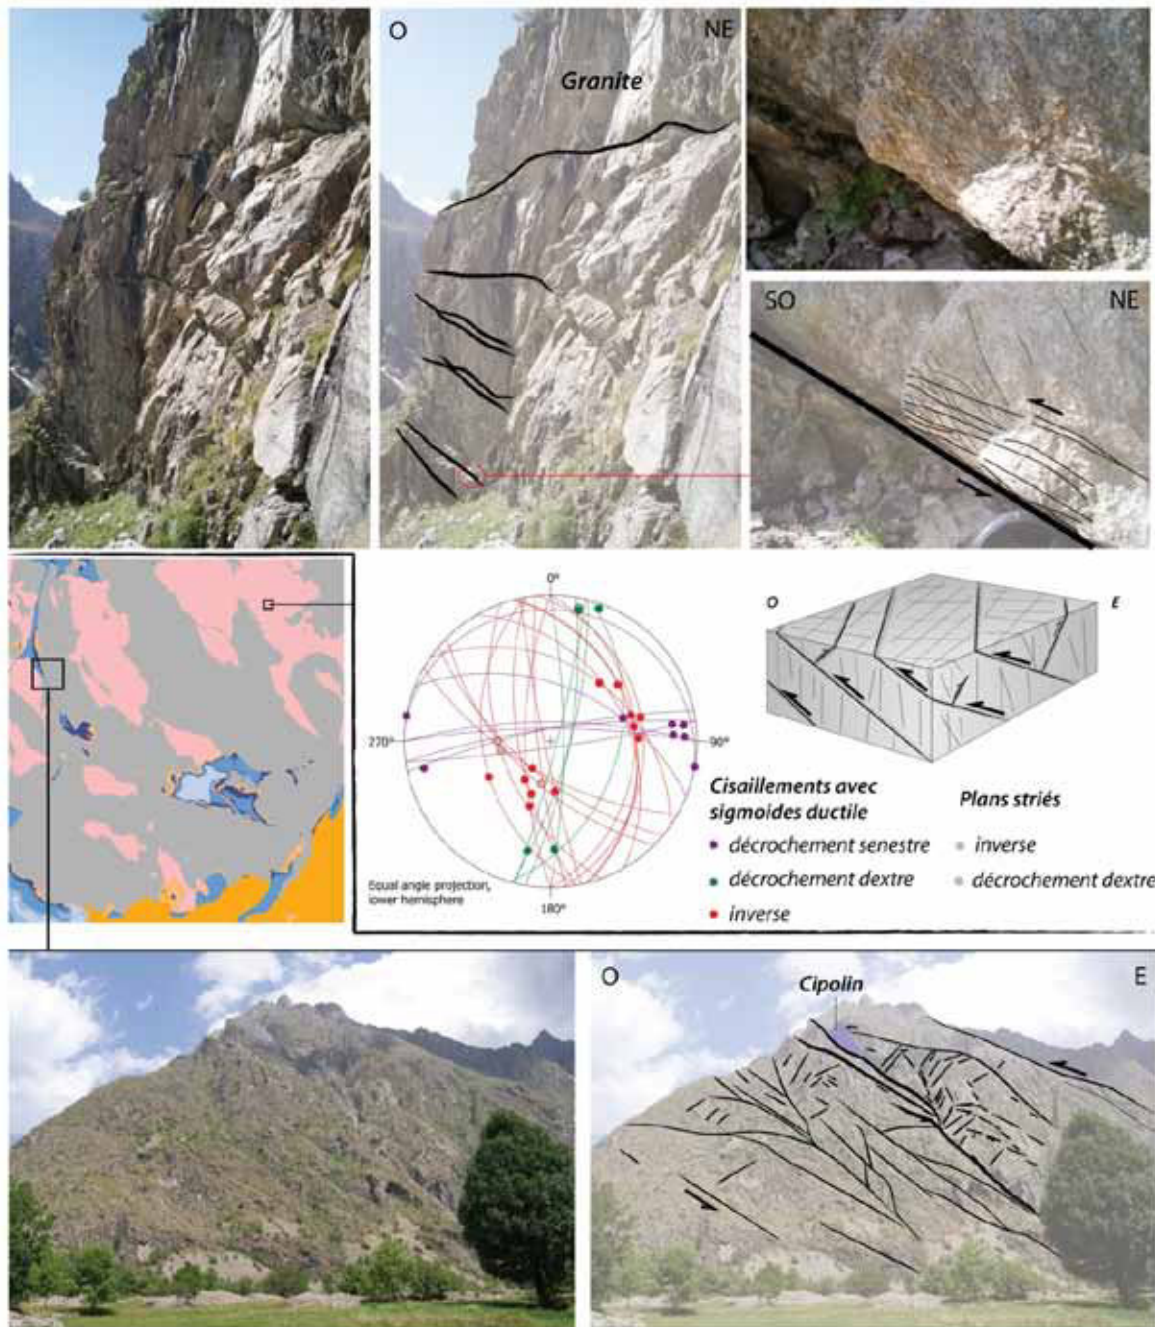 O
NE
Granite
SO
NE
0°
270°
90°
180°
Equal angle projection,
lower hemisphere
O
E
Cisaillements avec
sigmoides ductile
décrochement senestre
décrochement dextre
inverse
Plans striés
inverse
décrochement dextre
O
Cipolin
E